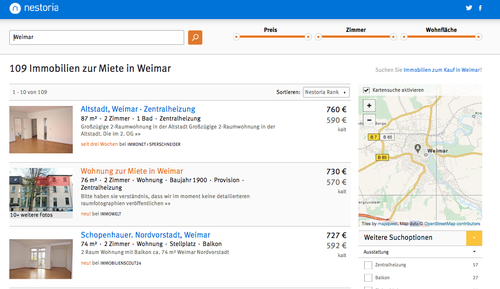 nestoria
Preis
Zimmer
Wohnfläche
Weimar
109 Immobilien zur Miete in Weimar
Suchen Sie Immobilien zum Kauf in Weimar!
1 - 10 von 109
Sortieren: Nestoria Rank
Altstadt, Weimar - Zentralheizung
760 €
87 m² · 2 Zimmer · 1 Bad · Zentralheizung
590 €
Großzügige 2-Raumwohnung in der Altstadt Großzügige 2-Raumwohnung in der
kalt
Altstadt. Die im 2. OG »»
seit drei Wochen bei IMMONET>SPERSCHNEIDER
Wohnung zur Miete in Weimar
730 €
76 m² · 2 Zimmer · Wohnung · Baujahr 1900 · Provision ·
570 €
Zentralheizung
kalt
Bitte haben sie verständnis, dass wir im moment keine detailieren
raumfotographien veröffentlichen »»
10+ weitere Fotos
neu! bei IMMOWELT
Schopenhauer. Nordvorstadt, Weimar
727 €
74 m² · 2 Zimmer · Wohnung · Stellplatz · Balkon
592 €
2 Raum Wohnung mit Balkon ca. 74 m² Weimar Nordvorstadt
kalt
neu! bei IMMOBILIENSCOUT24
Kartensuche aktivieren
+
-
B 7
B 85
Weimar
Tiles by mapquest. Map data © OpenStreetMap contributors
Weitere Suchoptionen
Ausstattung
Zentralheizung 57
Balkon 27